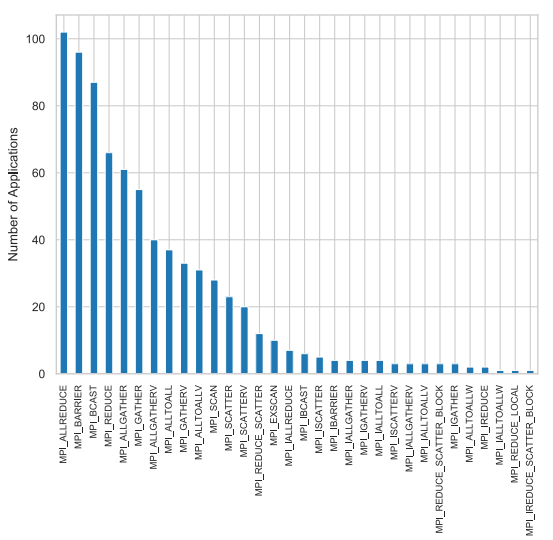 100
80
60
40
20
0
Number of Applications
MPI_ALLREDUCE
MPI_BARRIER
MPI_BCAST
MPI_REDUCE
MPI_ALLGATHER
MPI_GATHER
MPI_ALLGATHERV
MPI_ALLTOALL
MPI_GATHERV
MPI_ALLTOALLV
MPI_SCAN
MPI_SCATTER
MPI_SCATTERV
MPI_REDUCE_SCATTER
MPI_EXSCAN
MPI_IALLREDUCE
MPI_IBCAST
MPI_ISCATTER
MPI_IBARRIER
MPI_IALLGATHER
MPI_IGATHERV
MPI_IALLTOALL
MPI_ISCATTERV
MPI_IALLGATHERV
MPI_IALLTOALLV
MPI_REDUCE_SCATTER_BLOCK
MPI_IGATHER
MPI_ALLTOALLW
MPI_IREDUCE
MPI_IALLTOALLW
MPI_REDUCE_LOCAL
MPI_IREDUCE_SCATTER_BLOCK